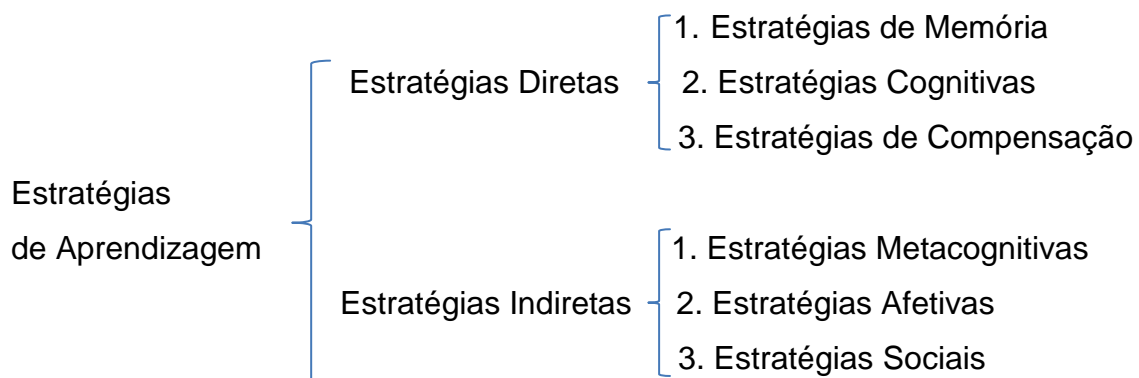 Estratégias
de Aprendizagem
Estratégias Diretas
1. Estratégias de Memória
2. Estratégias Cognitivas
3. Estratégias de Compensação
Estratégias Indiretas
1. Estratégias Metacognitivas
2. Estratégias Afetivas
3. Estratégias Sociais